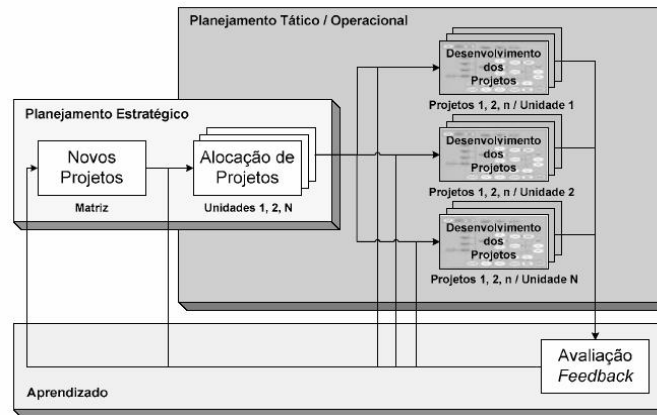 Planejamento Tático / Operacional
Desenvolvimento
dos
Projetos
Projetos 1, 2, n / Unidade 1
Planejamento Estratégico
Novos
Projetos
Matriz
Alocação de
Projetos
Unidades 1, 2, N
Desenvolvimento
dos
Projetos
Projetos 1, 2, n / Unidade 2
Desenvolvimento
dos
Projetos
Projetos 1, 2, n / Unidade N
Avaliação
Feedback
Aprendizado